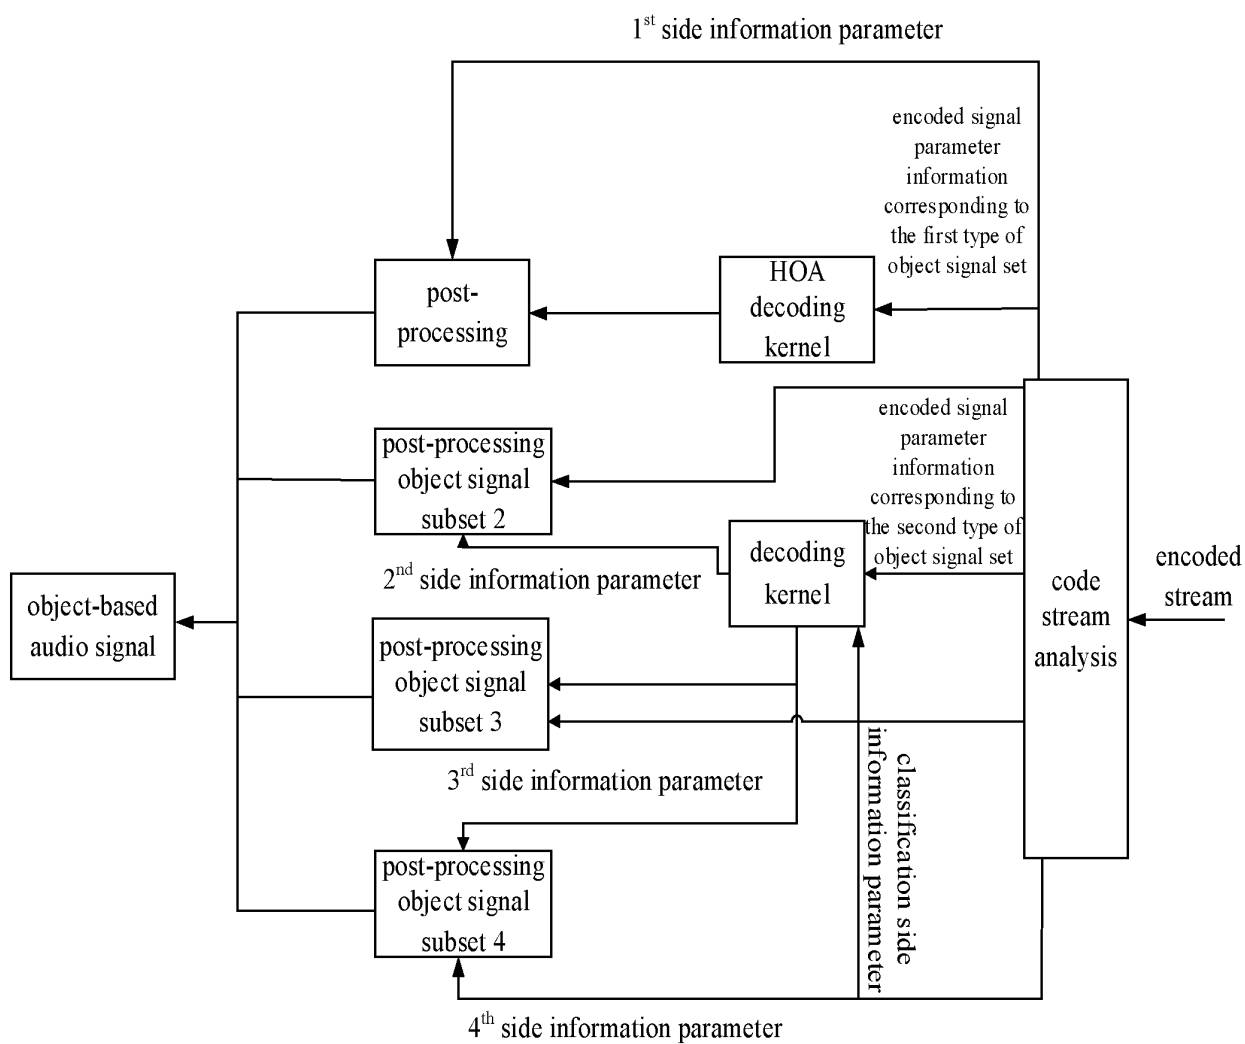 1st side information parameter
encoded signal
parameter
information
corresponding to
the first type of
object signal set
HOA
decoding
kernel
post-
processing
encoded signal
parameter
information
corresponding to
the second type of
object signal set
post-processing
object signal
subset 2
decoding
kernel
2nd side information parameter
encoded
stream
code
stream
analysis
object-based
audio signal
post-processing
object signal
subset 3
3rd side information parameter
classification side
information parameter
post-processing
object signal
subset 4
4th side information parameter